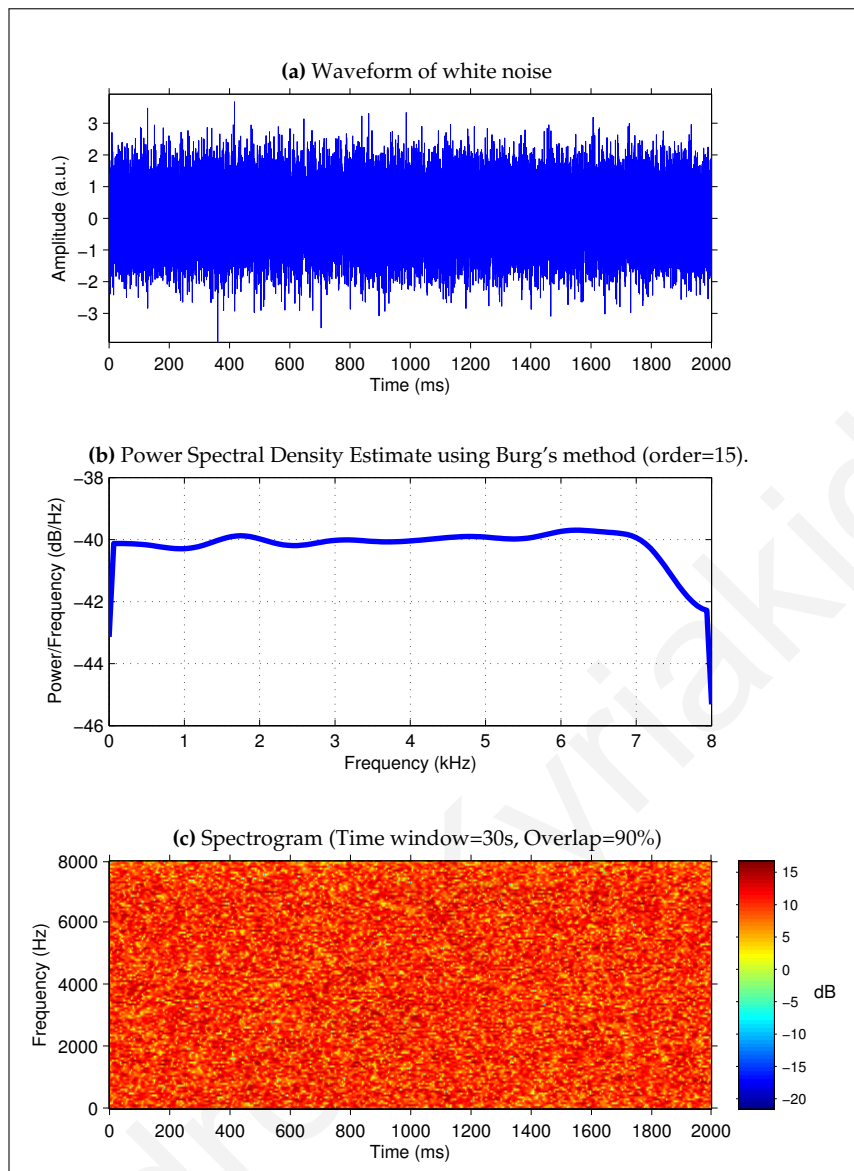 (a) Waveform of white noise
3
2
1
0
−1
−2
−3
Amplitude (a.u.)
0 200 400 600 800 1000 1200 1400 1600 1800 2000
Time (ms)
(b) Power Spectral Density Estimate using Burg's method (order=15).
−38
−40
−42
−44
−46
Power/Frequency (dB/Hz)
0 1 2 3 4 5 6 7 8
Frequency (kHz)
(c) Spectrogram (Time window=30s, Overlap=90%)
8000
6000
4000
2000
0
Frequency (Hz)
0 200 400 600 800 1000 1200 1400 1600 1800 2000
Time (ms)
15
10
5
0
−5
−10
−15
−20
dB